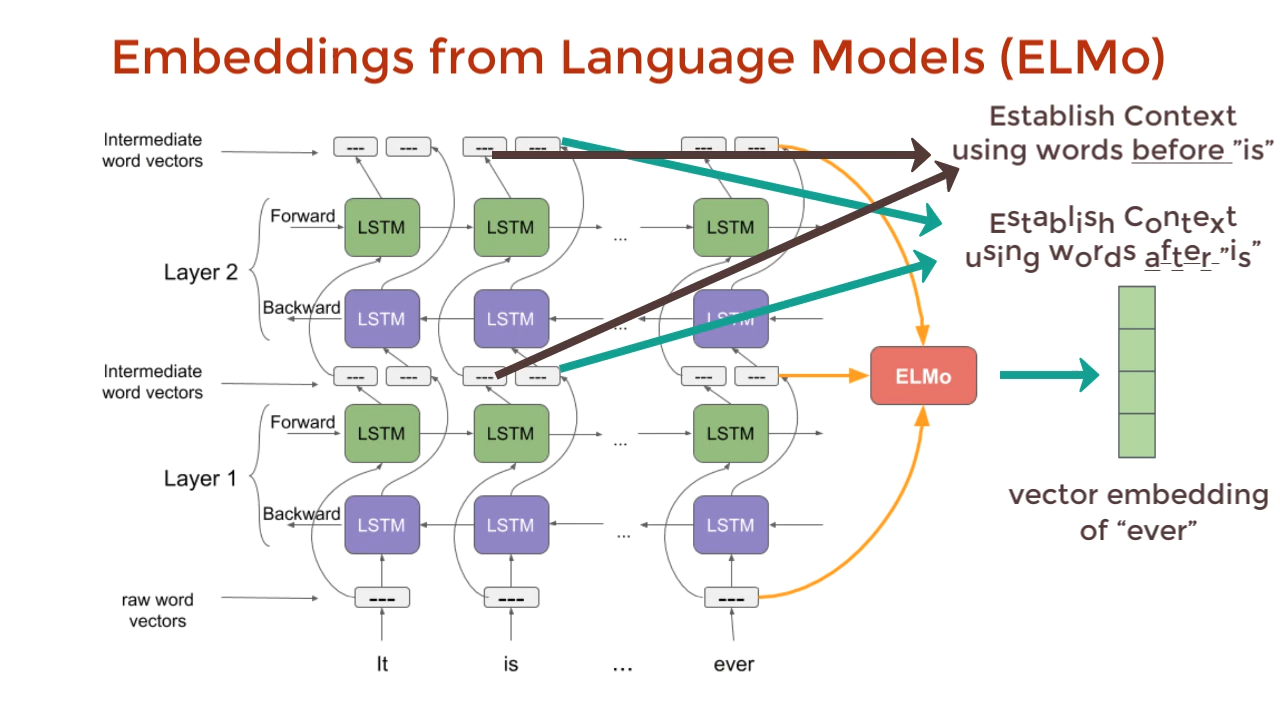 Embeddings from Language Models (ELMo)
Intermediate
word vectors
--- --- --- --- --- ---
Establish Context
using words before "is"
Establish Context
using words after "is"
Layer 2
Forward
LSTM LSTM ... LSTM
Backward
LSTM LSTM ... LSTM
Intermediate
word vectors
--- --- --- --- --- ---
ELMo
Layer 1
Forward
LSTM LSTM ... LSTM
Backward
LSTM LSTM ... LSTM
raw word
vectors
--- --- ---
It is ... ever
vector embedding
of "ever"